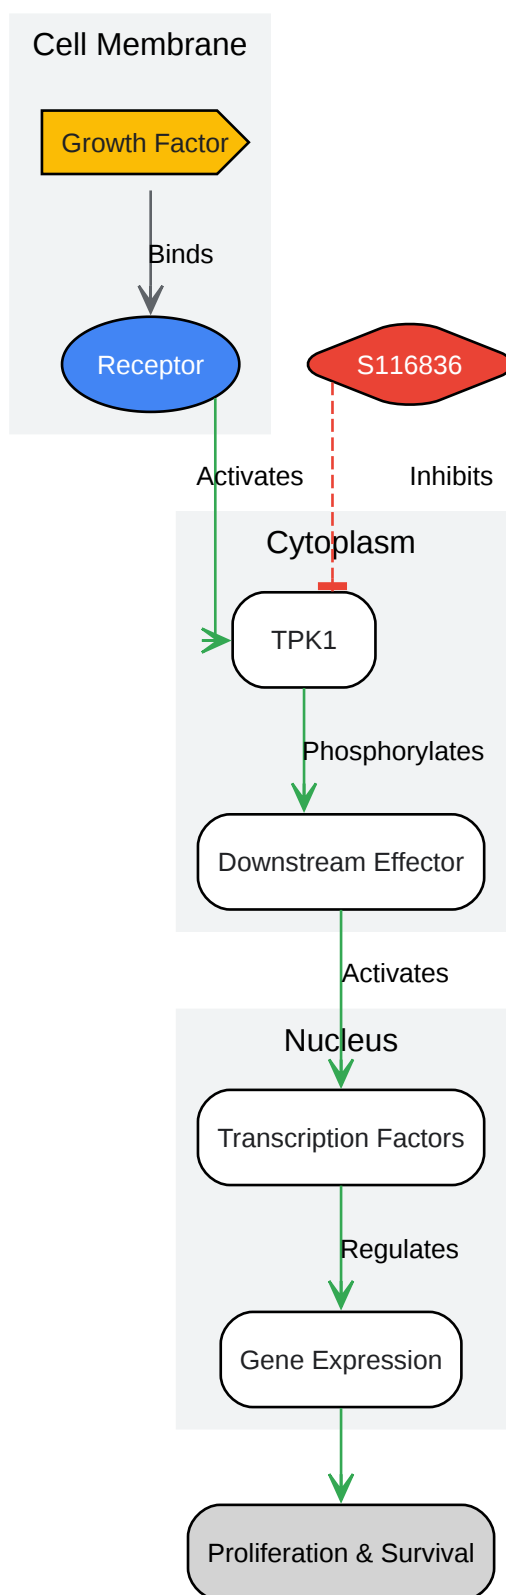 Cell Membrane
Growth Factor
Binds
Receptor
S116836
Activates
Inhibits
Cytoplasm
TPK1
Phosphorylates
Downstream Effector
Activates
Nucleus
Transcription Factors
Regulates
Gene Expression
Proliferation & Survival